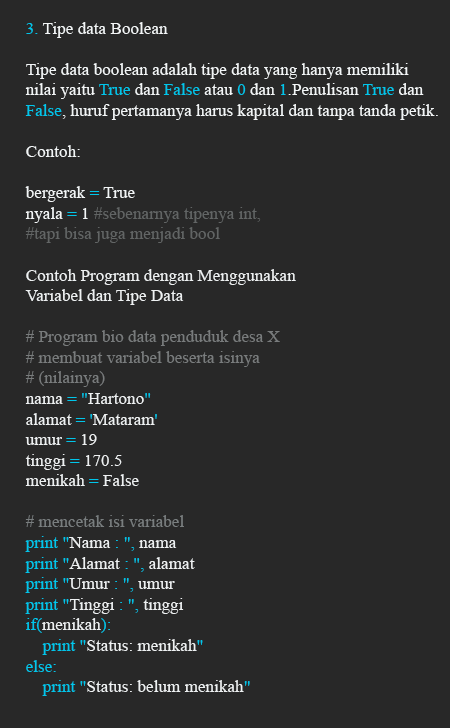 3. Tipe data Boolean
Tipe data boolean adalah tipe data yang hanya memiliki
nilai yaitu True dan False atau 0 dan 1.Penulisan True dan
False, huruf pertamanya harus kapital dan tanpa tanda petik.
Contoh:
bergerak = True
nyala = 1 #sebenarnya tipenya int,
#tapi bisa juga menjadi bool
Contoh Program dengan Menggunakan
Variabel dan Tipe Data
# Program bio data penduduk desa X
# membuat variabel beserta isinya
# (nilainya)
nama = "Hartono"
alamat = 'Mataram'
umur = 19
tinggi = 170.5
menikah = False
# mencetak isi variabel
print "Nama : ", nama
print "Alamat : ", alamat
print "Umur : ", umur
print "Tinggi : ", tinggi
if(menikah):
    print "Status: menikah"
else:
    print "Status: belum menikah"